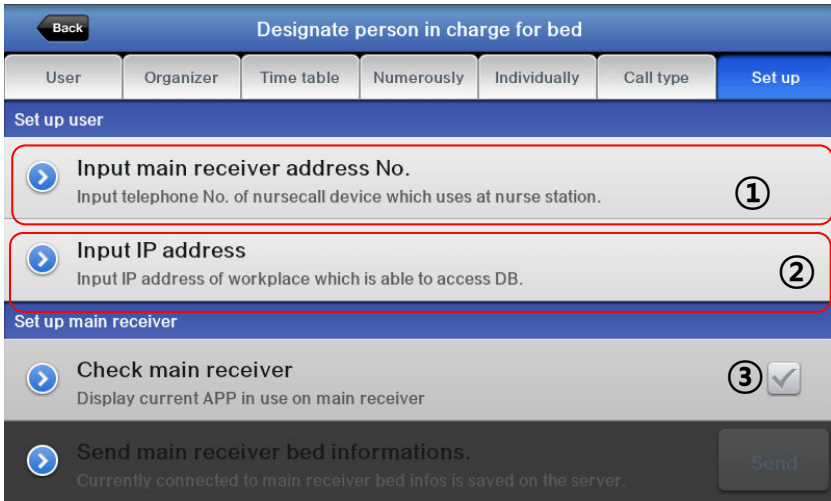 Back
Designate person in charge for bed
User Organizer Time table Numerously Individually Call type Set up
Set up user
Input main receiver address No.
Input telephone No. of nursecall device which uses at nurse station.
①
Input IP address
Input IP address of workplace which is able to access DB.
②
Set up main receiver
Check main receiver
Display current APP in use on main receiver
③
Send main receiver bed informations.
Currently connected to main receiver bed infos is saved on the server.
Send